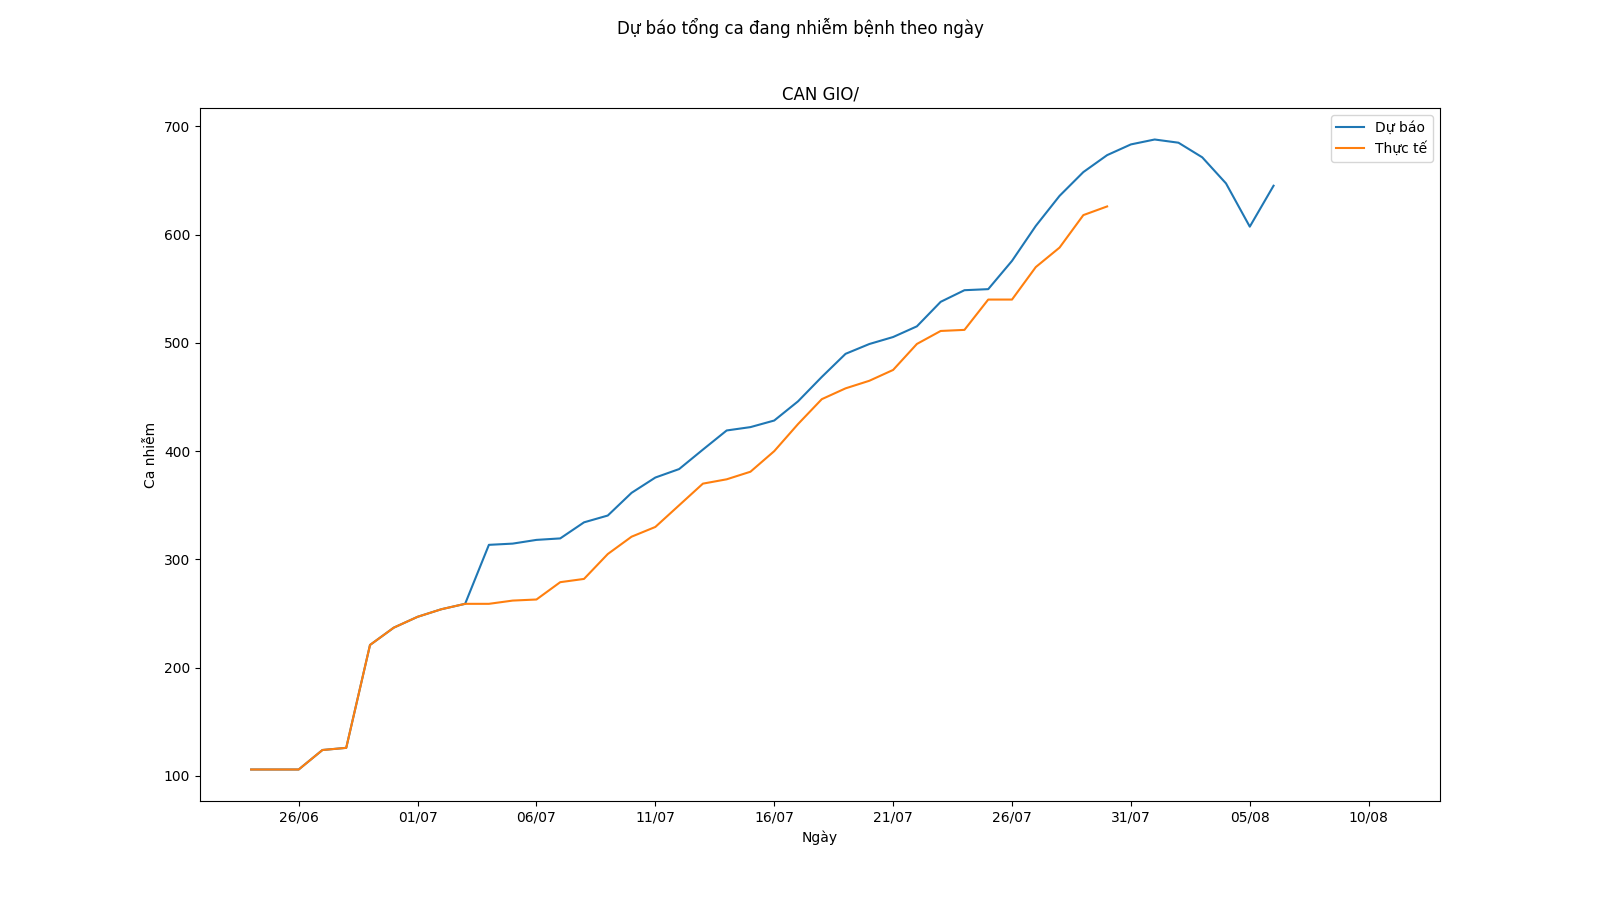 Dự báo tổng ca đang nhiễm bệnh theo ngày
CAN GIO/
Dự báo
Thực tế
Ca nhiễm
700
600
500
400
300
200
100
26/06
01/07
06/07
11/07
16/07
21/07
26/07
31/07
05/08
10/08
Ngày